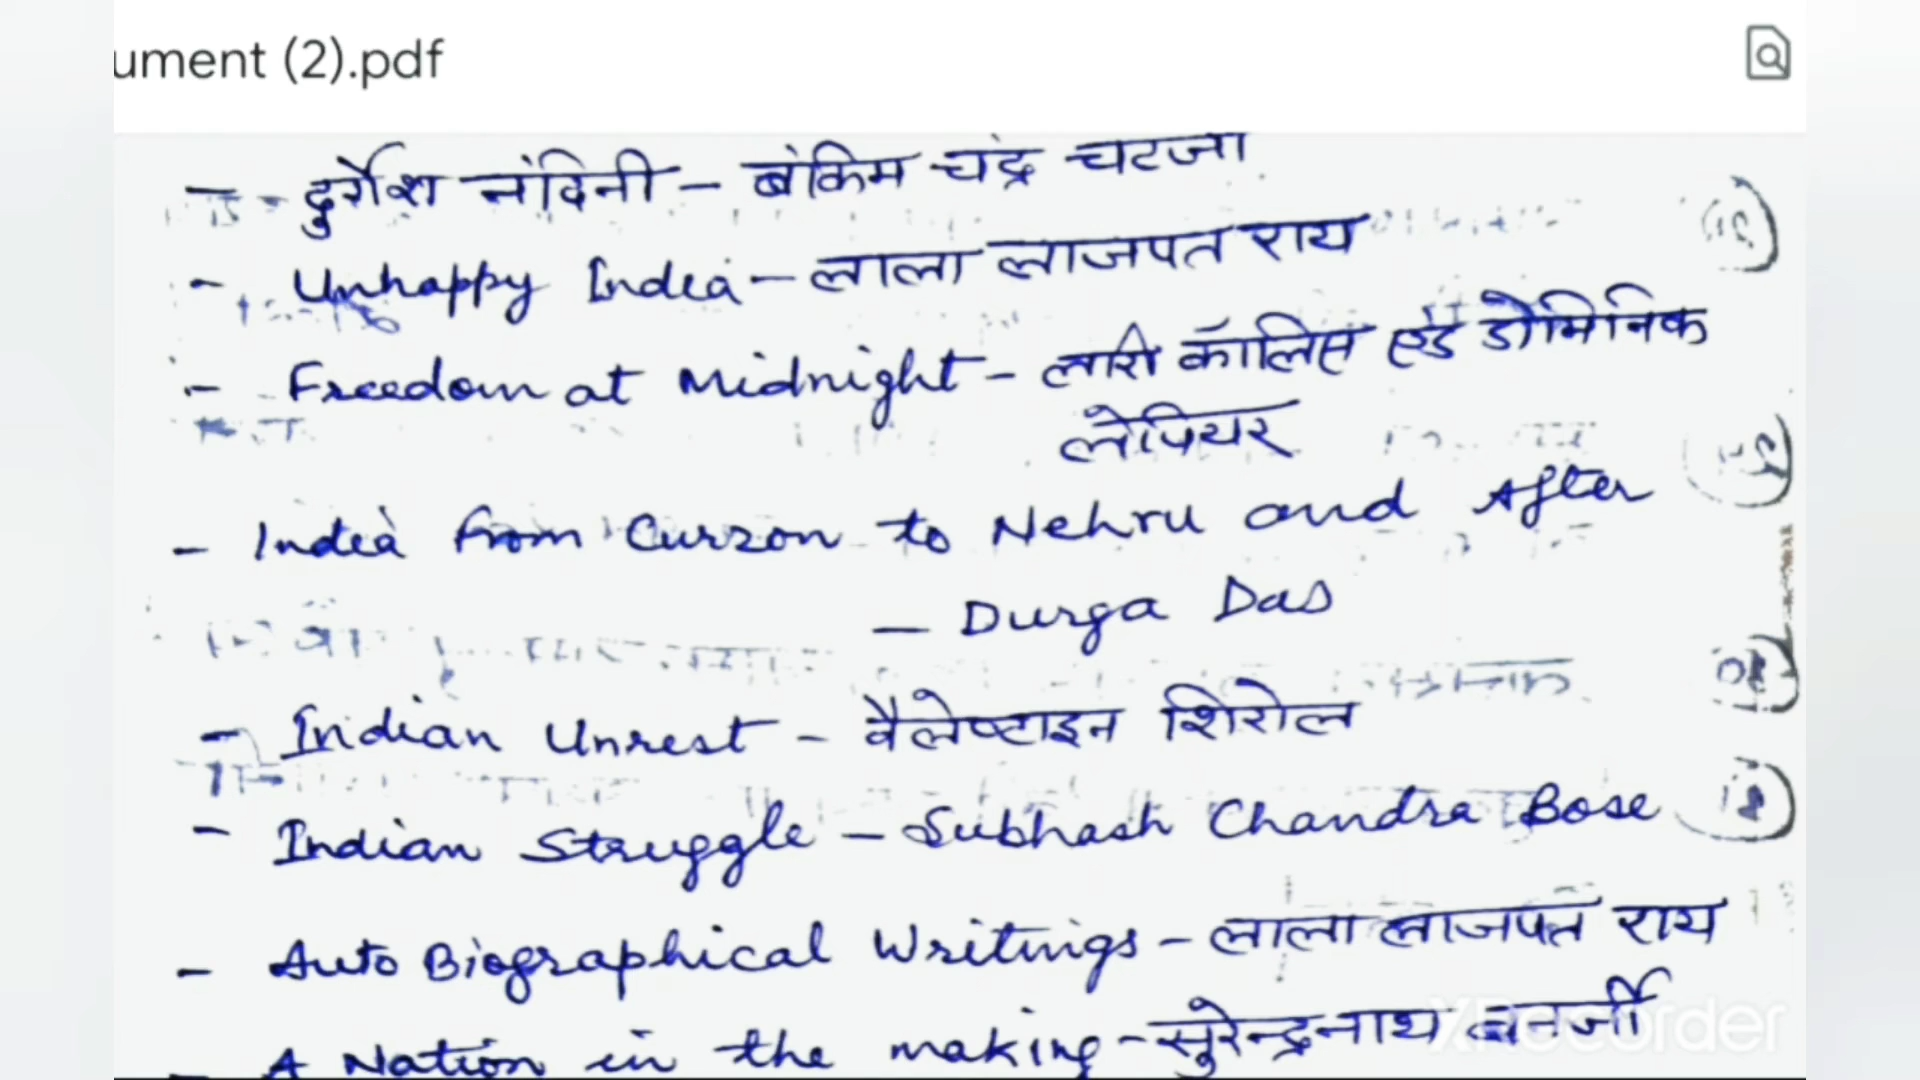 ument (2).pdf
- दुर्गेश नंदिनी - बंकिम चंद्र चटर्जी
- Unhappy India - लाला लाजपत राय
- Freedom at Midnight - लारी कॉलिस एंड डोमिनिक
लेपियर
- India from Curzon to Nehru and After
- Durga Das
- Indian Unrest - वैलेण्टाइन शिरोल
- Indian Struggle - Subhash Chandra Bose
- Auto Biographical Writings - लाला लाजपत राय
- A Nation in the making - सुरेन्द्रनाथ बनर्जी
XRecorder